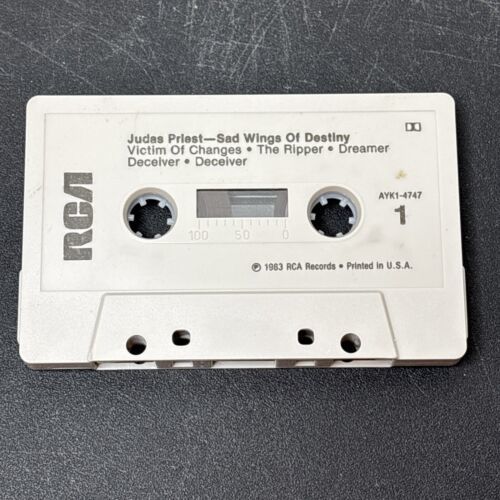 RCA
Judas Priest—Sad Wings Of Destiny
Victim Of Changes • The Ripper • Dreamer
Deceiver • Deceiver
AYK1-4747
1
100 50 0
℗ 1983 RCA Records • Printed in U.S.A.